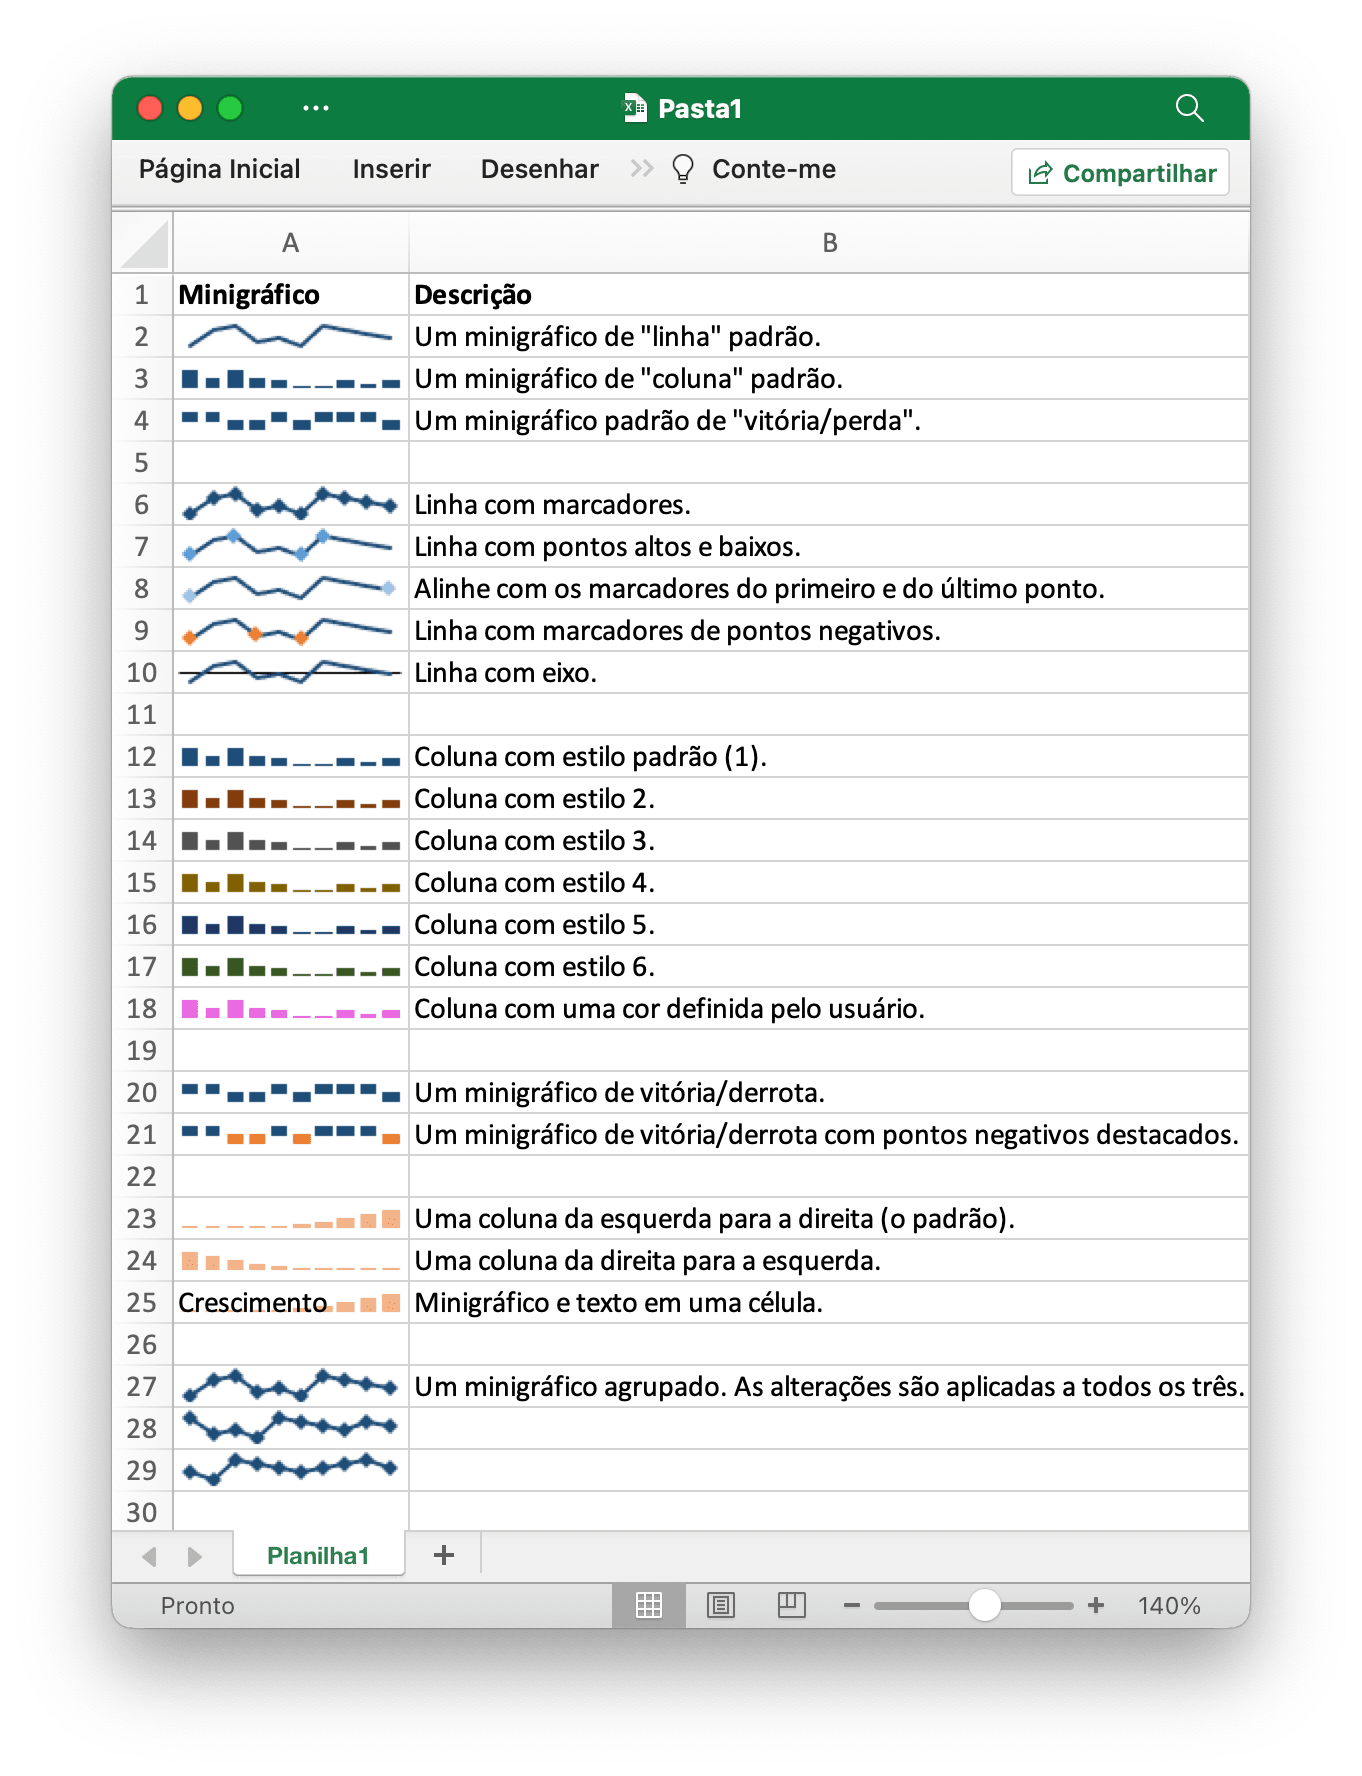 Pasta1
Página Inicial Inserir Desenhar Conte-me Compartilhar
A B
1 Minigráfico Descrição
2 Um minigráfico de "linha" padrão.
3 Um minigráfico de "coluna" padrão.
4 Um minigráfico padrão de "vitória/perda".
5
6 Linha com marcadores.
7 Linha com pontos altos e baixos.
8 Alinhe com os marcadores do primeiro e do último ponto.
9 Linha com marcadores de pontos negativos.
10 Linha com eixo.
11
12 Coluna com estilo padrão (1).
13 Coluna com estilo 2.
14 Coluna com estilo 3.
15 Coluna com estilo 4.
16 Coluna com estilo 5.
17 Coluna com estilo 6.
18 Coluna com uma cor definida pelo usuário.
19
20 Um minigráfico de vitória/derrota.
21 Um minigráfico de vitória/derrota com pontos negativos destacados.
22
23 Uma coluna da esquerda para a direita (o padrão).
24 Uma coluna da direita para a esquerda.
25 Crescimento Minigráfico e texto em uma célula.
26
27 Um minigráfico agrupado. As alterações são aplicadas a todos os três.
28
29
30
Planilha1
Pronto 140%